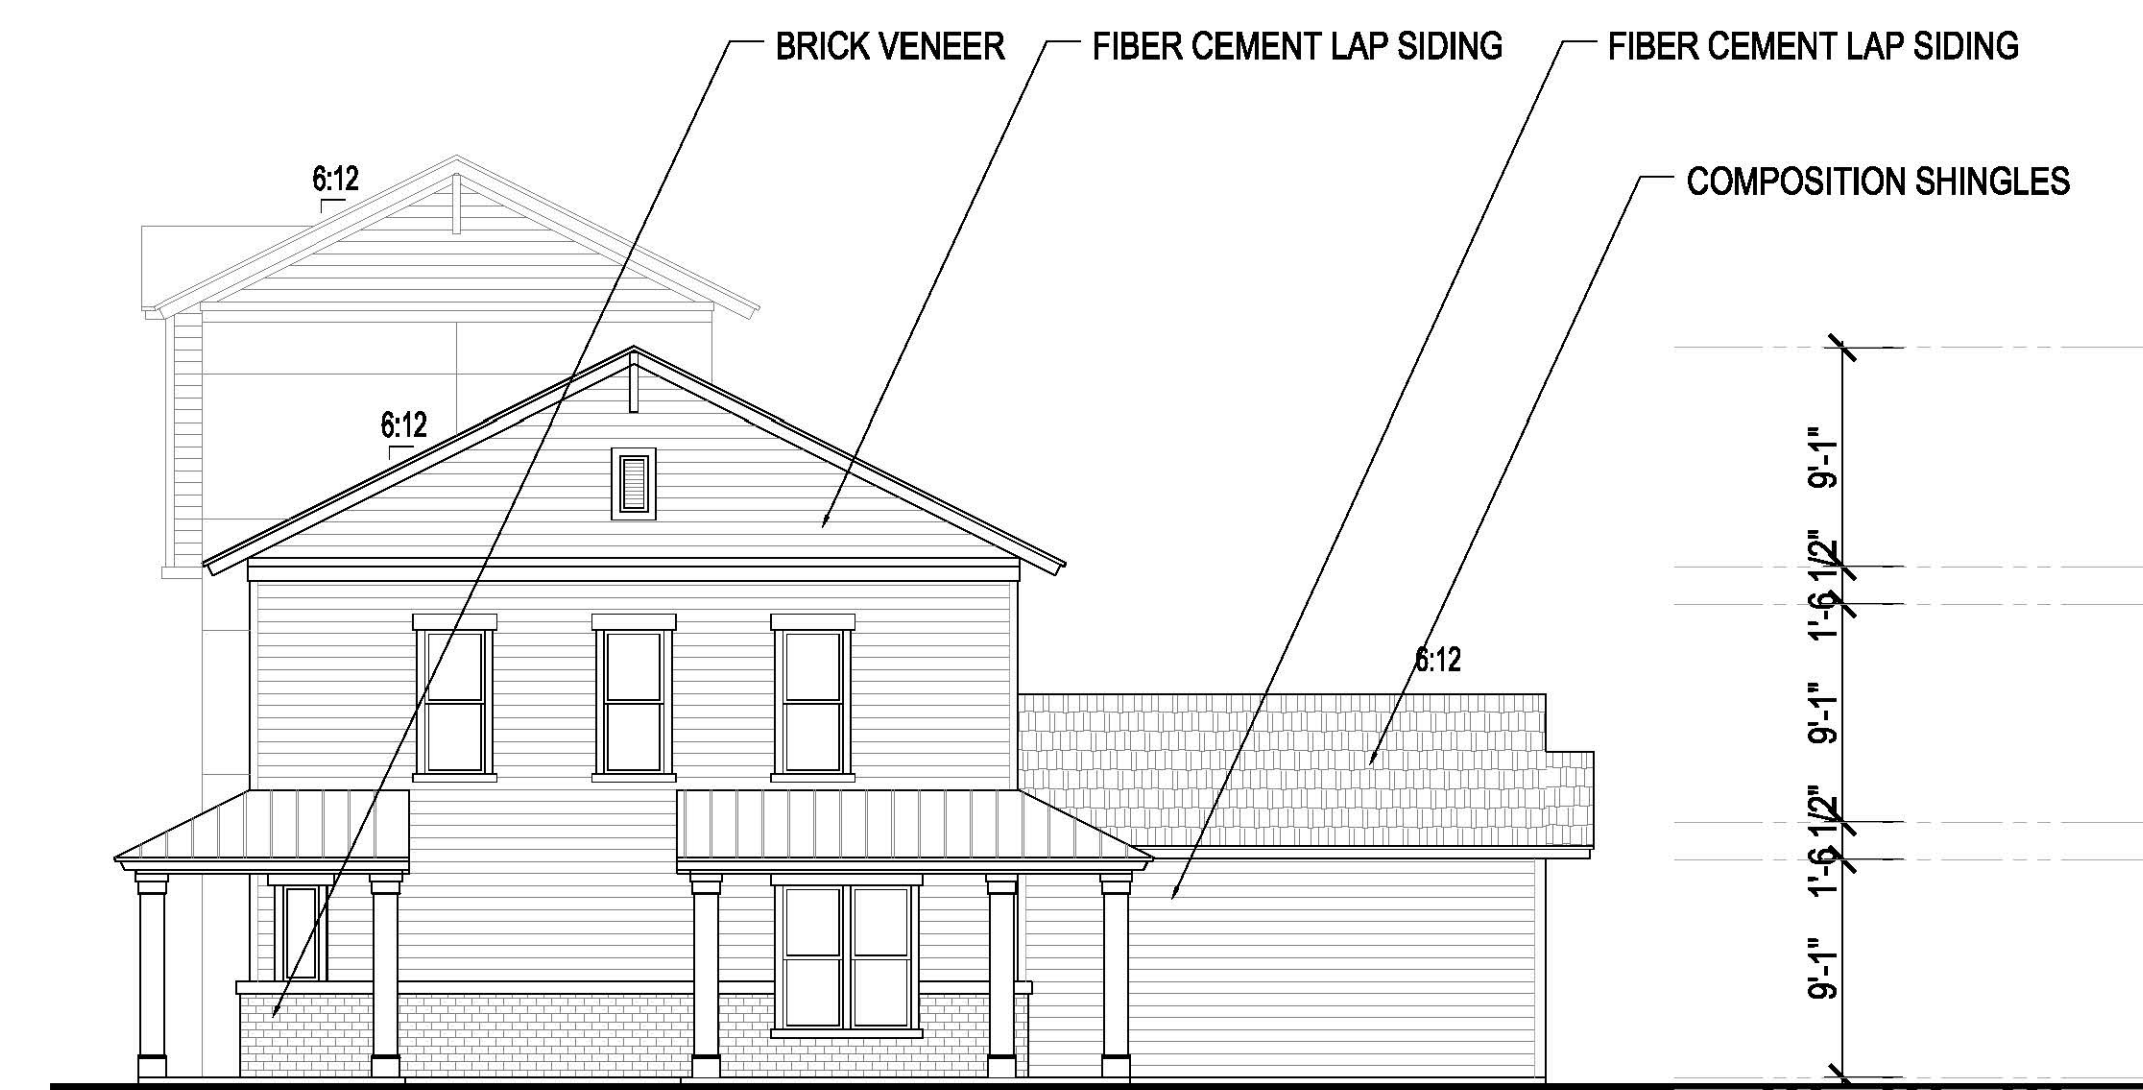 BRICK VENEER
FIBER CEMENT LAP SIDING
FIBER CEMENT LAP SIDING
6:12
COMPOSITION SHINGLES
6:12
9'-1"
1'-6 1/2"
6:12
9'-1"
1'-6 1/2"
9'-1"